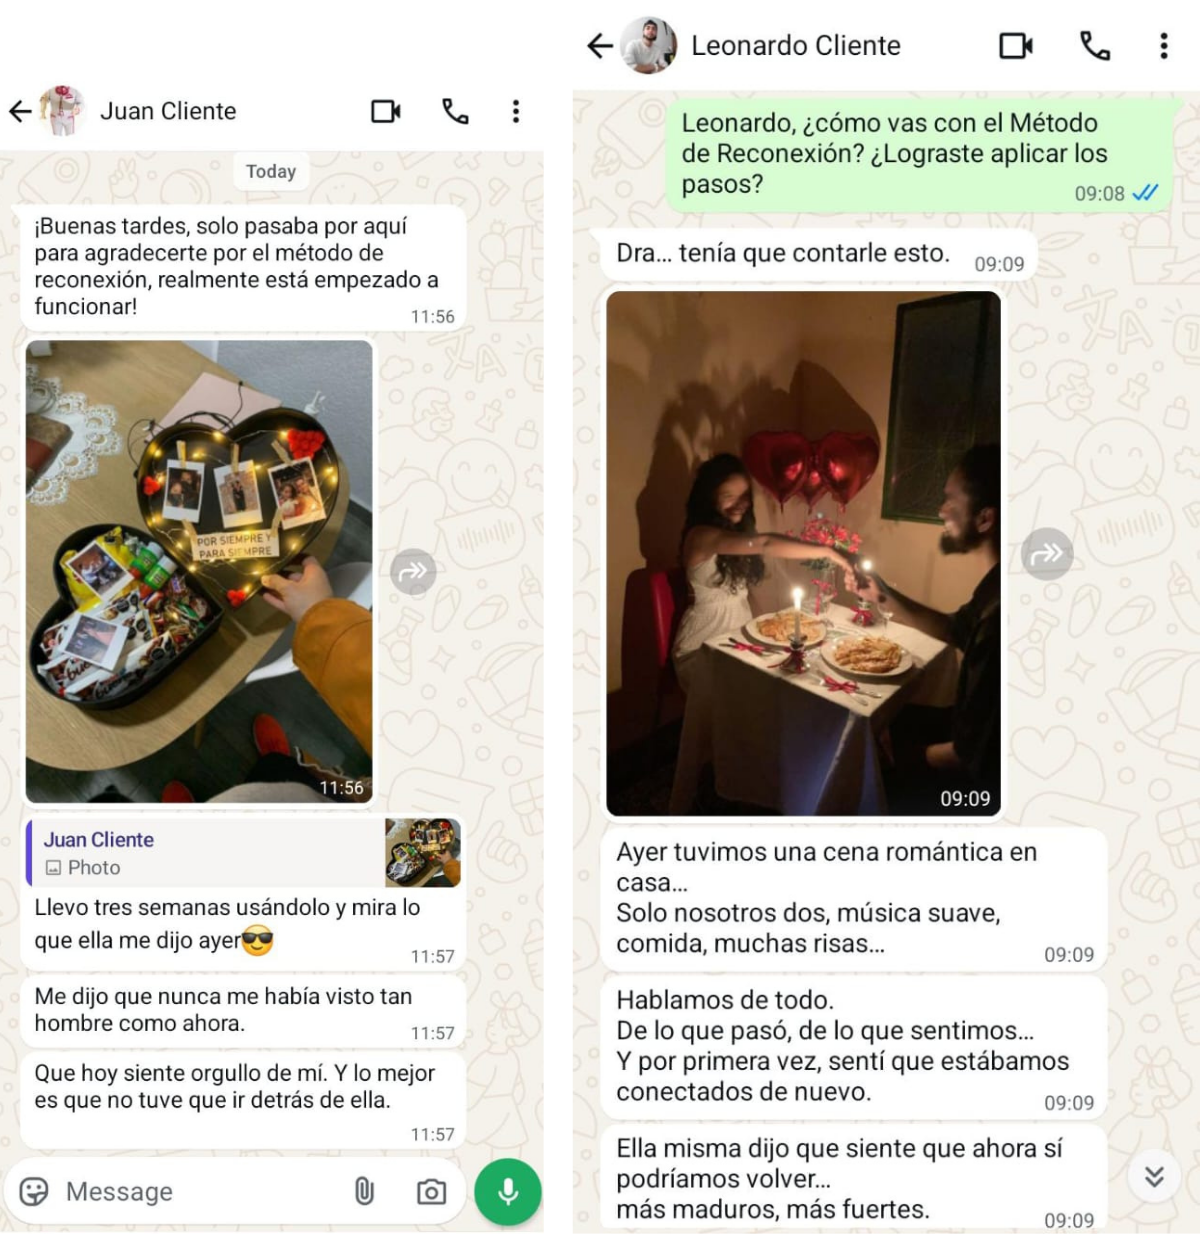 Juan Cliente
Today
¡Buenas tardes, solo pasaba por aquí
para agradecerte por el método de
reconexión, realmente está empezado a
funcionar!
11:56
POR SIEMPRE Y
PARA SIEMPRE
11:56
Juan Cliente
Photo
Llevo tres semanas usándolo y mira lo
que ella me dijo ayer😎
11:57
Me dijo que nunca me había visto tan
hombre como ahora.
11:57
Que hoy siente orgullo de mí. Y lo mejor
es que no tuve que ir detrás de ella.
11:57
Message
Leonardo Cliente
Leonardo, ¿cómo vas con el Método
de Reconexión? ¿Lograste aplicar los
pasos?
09:08
Dra... tenía que contarle esto.
09:09
09:09
Ayer tuvimos una cena romántica en
casa...
Solo nosotros dos, música suave,
comida, muchas risas...
09:09
Hablamos de todo.
De lo que pasó, de lo que sentimos...
Y por primera vez, sentí que estábamos
conectados de nuevo.
09:09
Ella misma dijo que siente que ahora sí
podríamos volver...
más maduros, más fuertes.
09:09